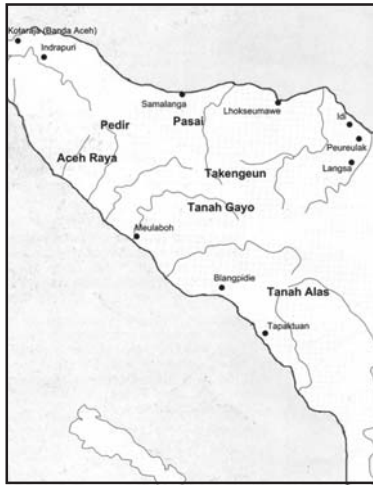 Kotaraja (Banda Aceh)
Indrapuri
Samalanga
Lhokseumawe
Pedir
Pasai
Idi
Peureulak
Aceh Raya
Langsa
Takengeun
Tanah Gayo
Meulaboh
Blangpidie
Tanah Alas
Tapaktuan